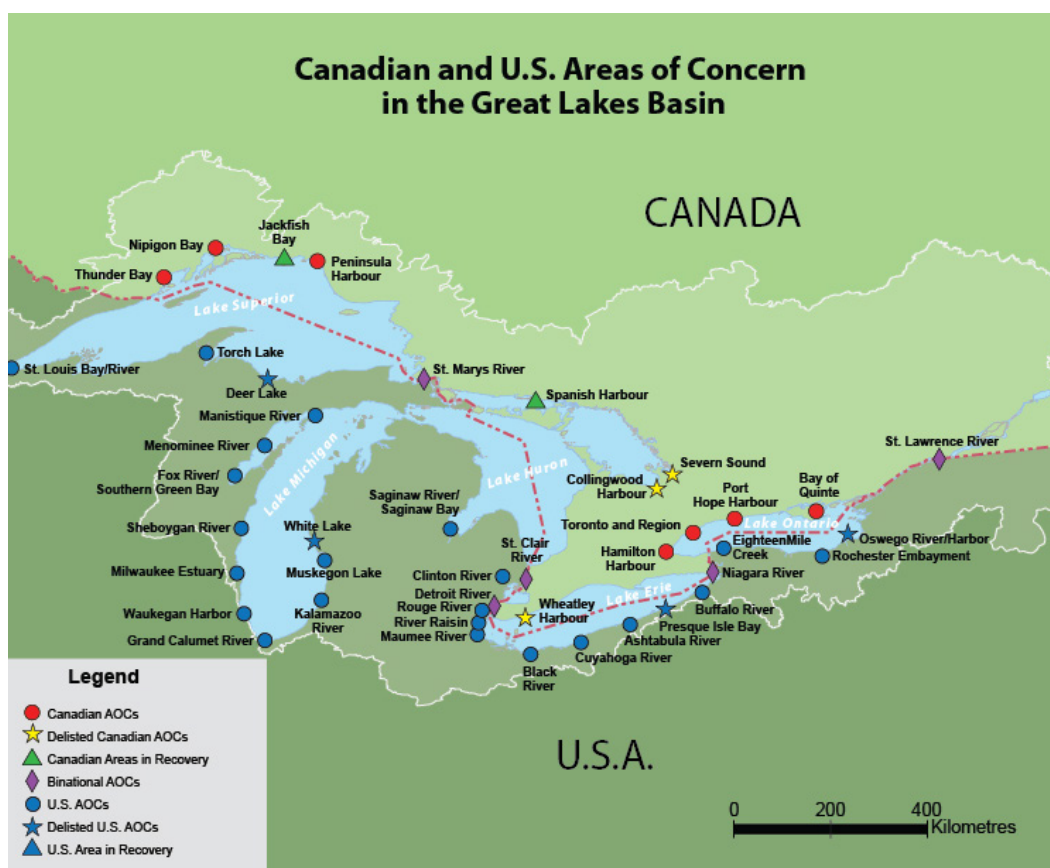 Canadian and U.S. Areas of Concern
in the Great Lakes Basin
CANADA
Jackfish
Bay
Nipigon Bay
Thunder Bay
Peninsula
Harbour
Lake Superior
Torch Lake
St. Louis Bay/River
Deer Lake
St. Marys River
Spanish Harbour
Manistique River
Menominee River
Fox River/
Southern Green Bay
Lake Michigan
Lake Huron
St. Lawrence River
Severn Sound
Collingwood
Harbour
Port
Hope Harbour
Bay of
Quinte
Saginaw River/
Saginaw Bay
Sheboygan River
White Lake
Toronto and Region
Lake Ontario
Oswego River/Harbor
EighteenMile
Creek
Rochester Embayment
Hamilton
Harbour
St. Clair
River
Muskegon Lake
Milwaukee Estuary
Clinton River
Niagara River
Detroit River
Lake Erie
Rouge River
Wheatley
Harbour
Buffalo River
Kalamazoo
River
Waukegan Harbor
River Raisin
Presque Isle Bay
Maumee River
Ashtabula River
Grand Calumet River
Cuyahoga River
Black
River
U.S.A.
Legend
Canadian AOCs
Delisted Canadian AOCs
Canadian Areas in Recovery
Binational AOCs
U.S. AOCs
Delisted U.S. AOCs
U.S. Area in Recovery
0 200 400
Kilometres